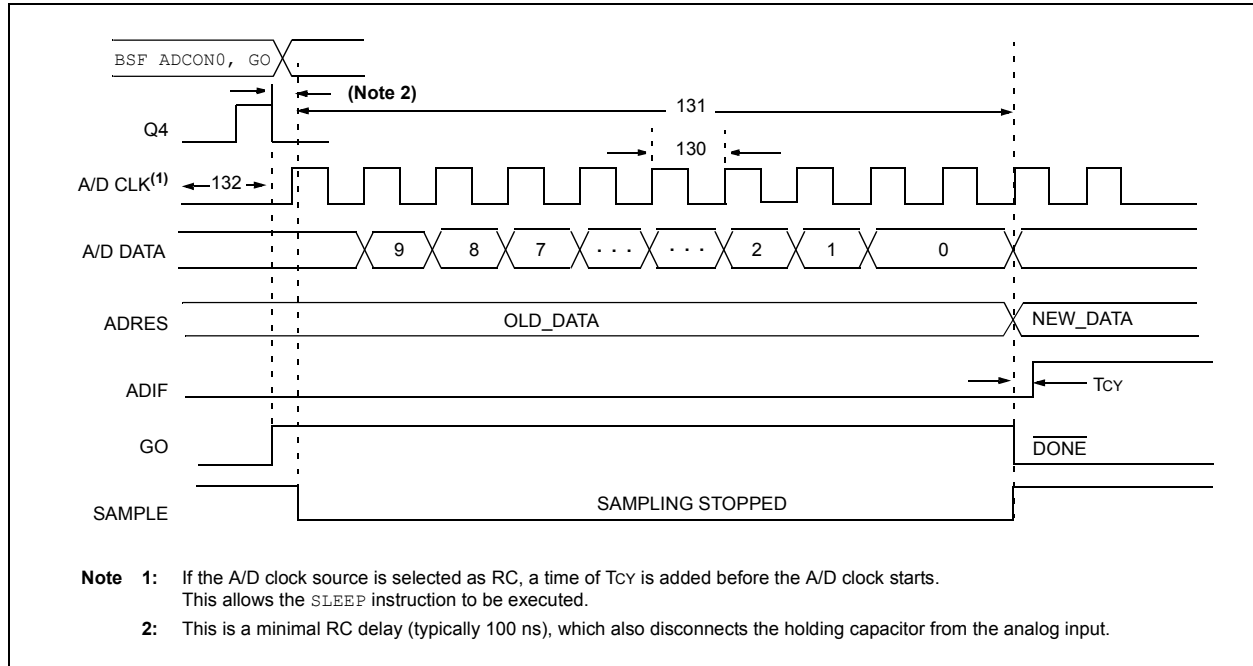 BSF ADCON0, GO
(Note 2)
131
Q4
130
A/D CLK(1)
132
A/D DATA
9 8 7 . . . . . . 2 1 0
ADRES
OLD_DATA
NEW_DATA
ADIF
TCY
GO
DONE
SAMPLE
SAMPLING STOPPED
Note 1: If the A/D clock source is selected as RC, a time of TCY is added before the A/D clock starts.
This allows the SLEEP instruction to be executed.
2: This is a minimal RC delay (typically 100 ns), which also disconnects the holding capacitor from the analog input.